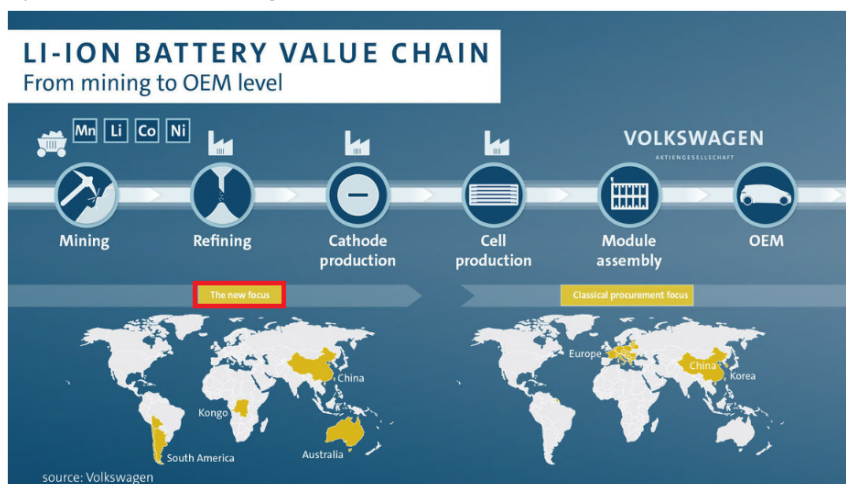 LI-ION BATTERY VALUE CHAIN
From mining to OEM level
Mn Li Co Ni
VOLKSWAGEN
AKTIENGESELLSCHAFT
Mining
Refining
Cathode
production
Cell
production
Module
assembly
OEM
The new focus
Classical procurement focus
China
Kongo
South America
Australia
Europe
China
Korea
source: Volkswagen